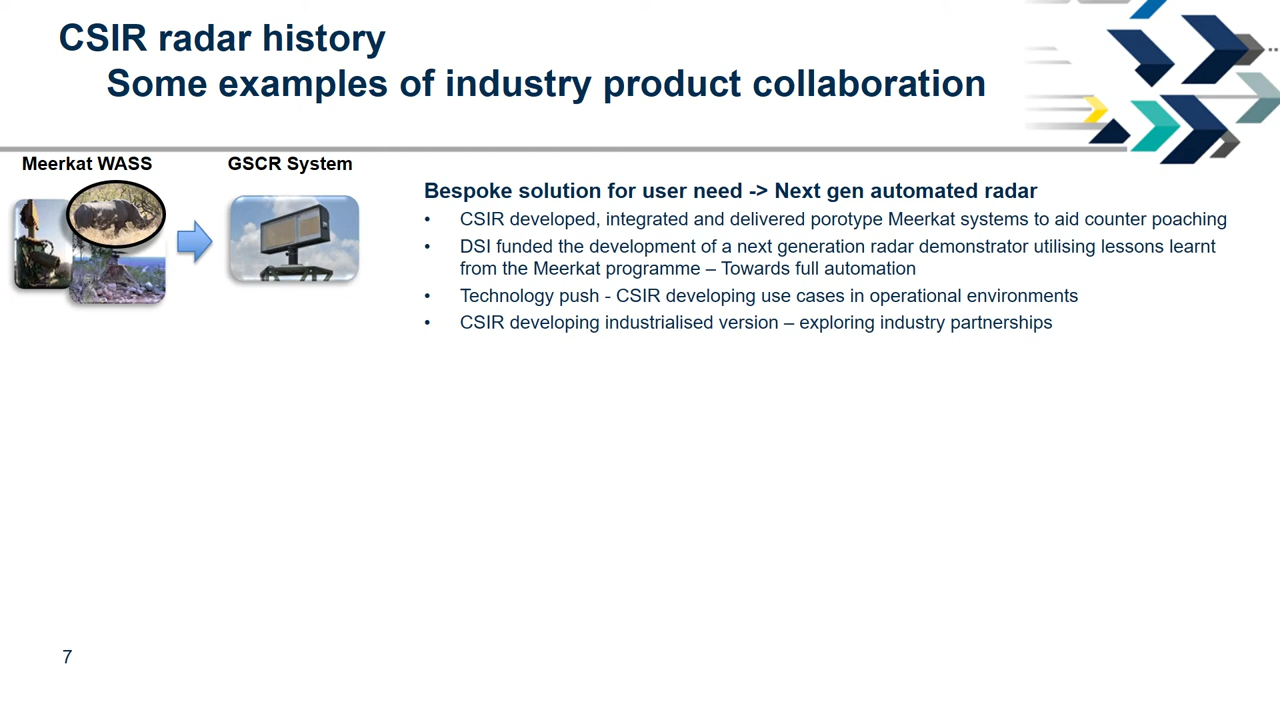 CSIR radar history
Some examples of industry product collaboration
Meerkat WASS
GSCR System
Bespoke solution for user need -> Next gen automated radar
• CSIR developed, integrated and delivered porotype Meerkat systems to aid counter poaching
• DSI funded the development of a next generation radar demonstrator utilising lessons learnt
from the Meerkat programme – Towards full automation
• Technology push - CSIR developing use cases in operational environments
• CSIR developing industrialised version – exploring industry partnerships
7